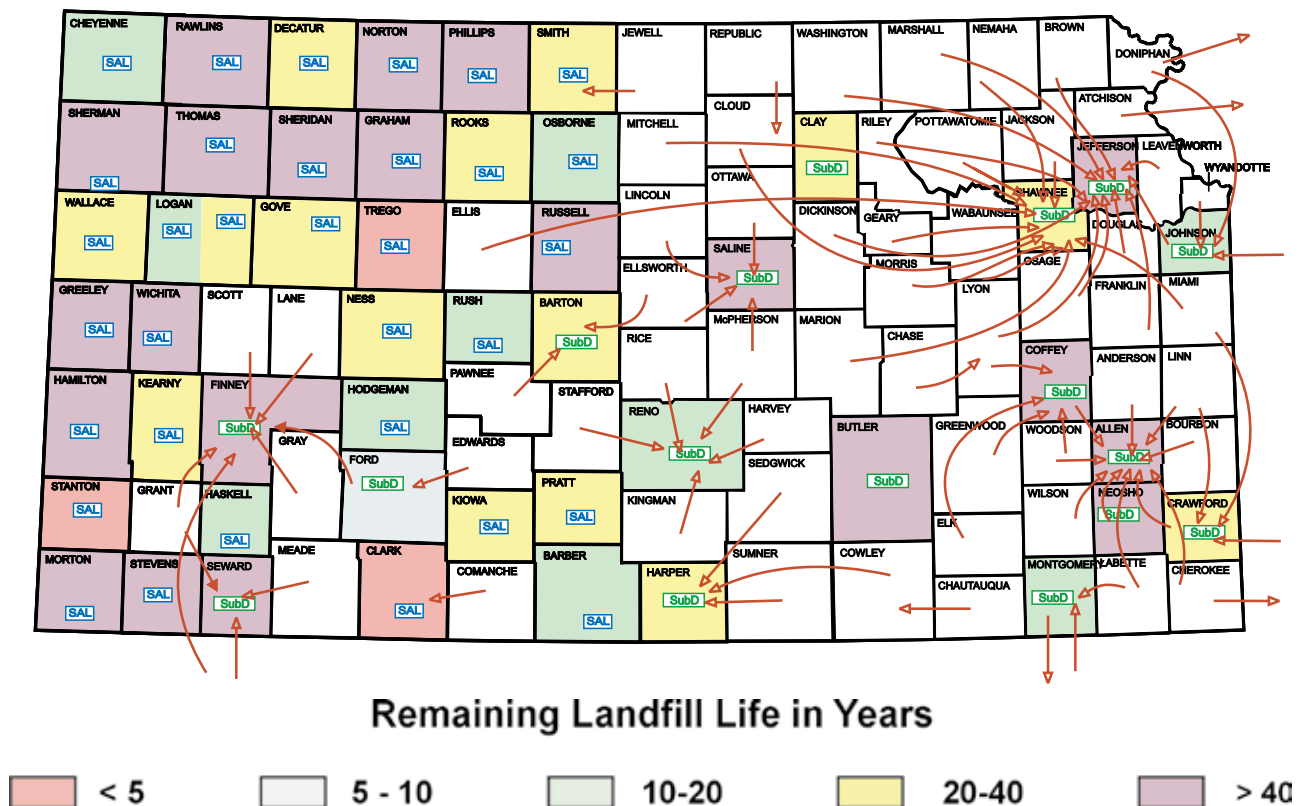 CHEYENNE RAWLINS DECATUR NORTON PHILLIPS SMITH JEWELL REPUBLIC WASHINGTON MARSHALL NEMAHA BROWN DONIPHAN
SAL SAL SAL SAL SAL SAL
CLOUD ATCHISON
SHERMAN THOMAS SHERIDAN GRAHAM ROOKS OSBORNE MITCHELL CLAY RILEY POTTAWATOMIE JACKSON
JEFFERSON LEAVENWORTH
SAL SAL SAL SAL SAL SAL SubD WYANDOTTE
OTTAWA
SAL SubD
WALLACE LOGAN GOVE TREGO ELLIS RUSSELL LINCOLN DICKINSON GEARY WABAUNSEE SHAWNEE DOUGLAS JOHNSON
SAL SAL SAL SAL SAL SAL SubD SubD
SALINE
ELLSWORTH MORRIS OSAGE
SubD
GREELEY WICHITA SCOTT LANE NESS RUSH BARTON LYON FRANKLIN MIAMI
McPHERSON MARION
SAL SAL SAL SAL SubD
RICE CHASE
COFFEY ANDERSON LINN
HAMILTON KEARNY FINNEY HODGEMAN PAWNEE STAFFORD
SubD
RENO HARVEY
SAL SAL SubD SAL
GRAY EDWARDS BUTLER GREENWOOD WOODSON ALLEN BOURBON
FORD SubD SEDGWICK SubD
SubD SubD
STANTON GRANT HASKELL KIOWA PRATT KINGMAN WILSON NEOSHO CRAWFORD
SAL SAL SAL SAL SubD SubD
ELK
MORTON STEVENS SEWARD MEADE CLARK COMANCHE BARBER HARPER SUMNER COWLEY MONTGOMERY LABETTE CHEROKEE
CHAUTAUQUA
SAL SAL SubD SAL SAL SubD SubD
Remaining Landfill Life in Years
< 5 5 - 10 10-20 20-40 > 40